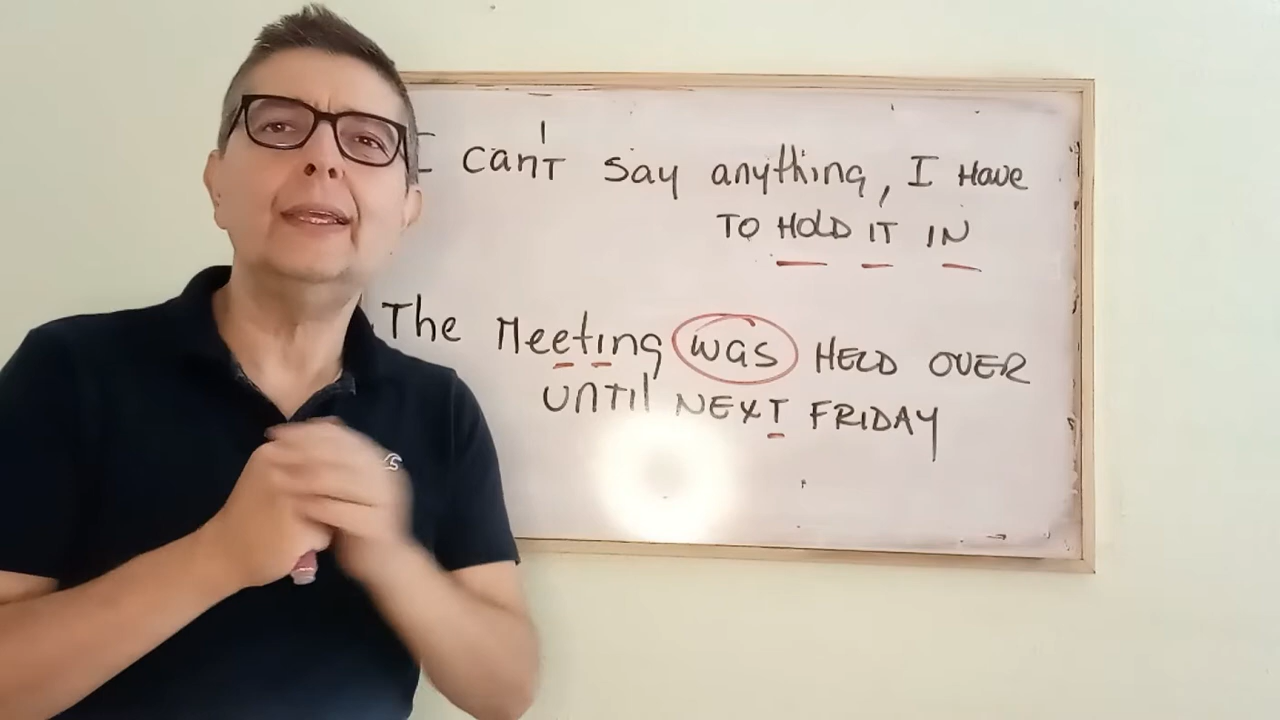 I can't say anything, I Have
TO HOLD IT IN
The Meeting was HELD OVER
UNTIL NEXT FRIDAY